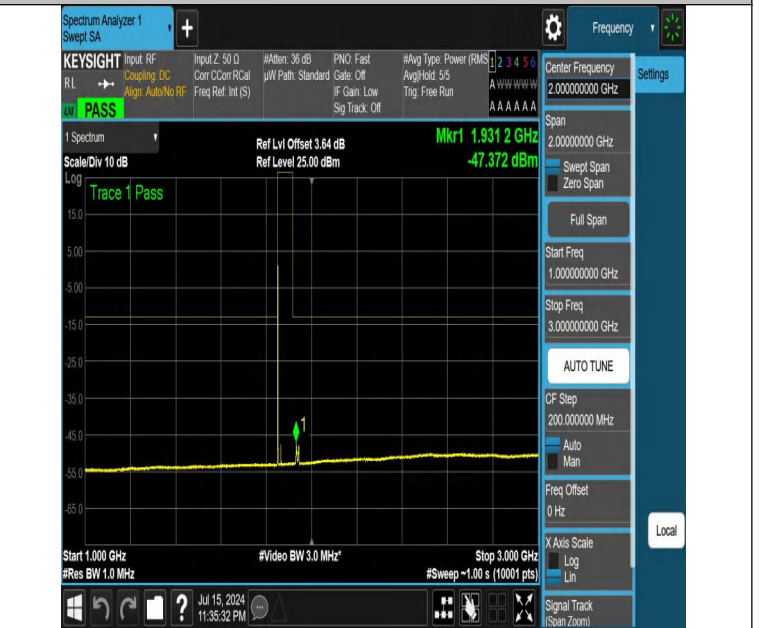 Spectrum Analyzer 1
Swept SA
+
Frequency
KEYSIGHT Input: RF Input Z: 50 Ω #Atten: 36 dB PNO: Fast #Avg Type: Power (RMS 1 2 3 4 5 6
RL Coupling: DC Corr CCorr RCal µW Path: Standard Gate: Off Avg|Hold: 5/5 A W W W W W
Align: Auto/No RF Freq Ref: Int (S) IF Gain: Low Trig: Free Run
PASS Sig Track: Off A A A A A A
1 Spectrum
Scale/Div 10 dB
Ref Lvl Offset 3.64 dB
Ref Level 25.00 dBm
Mkr1 1.931 2 GHz
-47.372 dBm
Log
Trace 1 Pass
15.0
5.00
-5.00
-15.0
-25.0
-35.0
-45.0
-55.0
-65.0
1
Start 1.000 GHz #Video BW 3.0 MHz* Stop 3.000 GHz
#Res BW 1.0 MHz #Sweep ~1.00 s (10001 pts)
Center Frequency
2.000000000 GHz
Settings
Span
2.00000000 GHz
Swept Span
Zero Span
Full Span
Start Freq
1.000000000 GHz
Stop Freq
3.000000000 GHz
AUTO TUNE
CF Step
200.000000 MHz
Auto
Man
Freq Offset
0 Hz
X Axis Scale
Log
Lin
Local
Signal Track
(Span Zoom)
?
Jul 15, 2024
11:35:32 PM